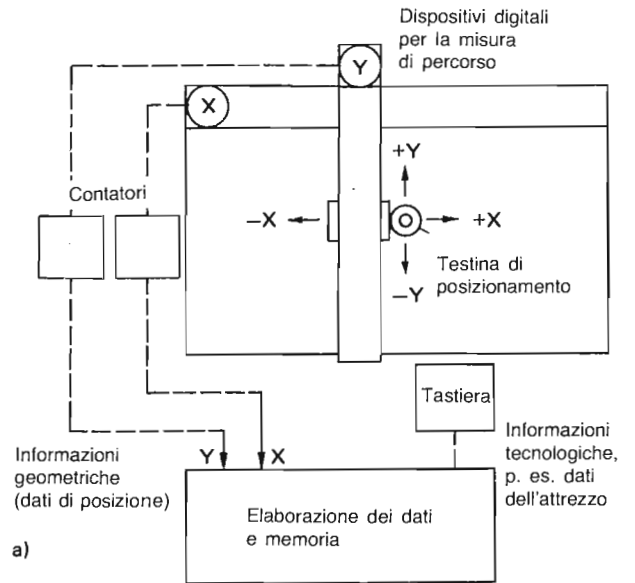 Dispositivi digitali
per la misura
di percorso
Y
X
+Y
Contatori
−X
+X
Testina di
posizionamento
−Y
Tastiera
Informazioni
geometriche
(dati di posizione)
Y
X
Informazioni
tecnologiche,
p. es. dati
dell'attrezzo
Elaborazione dei dati
e memoria
a)